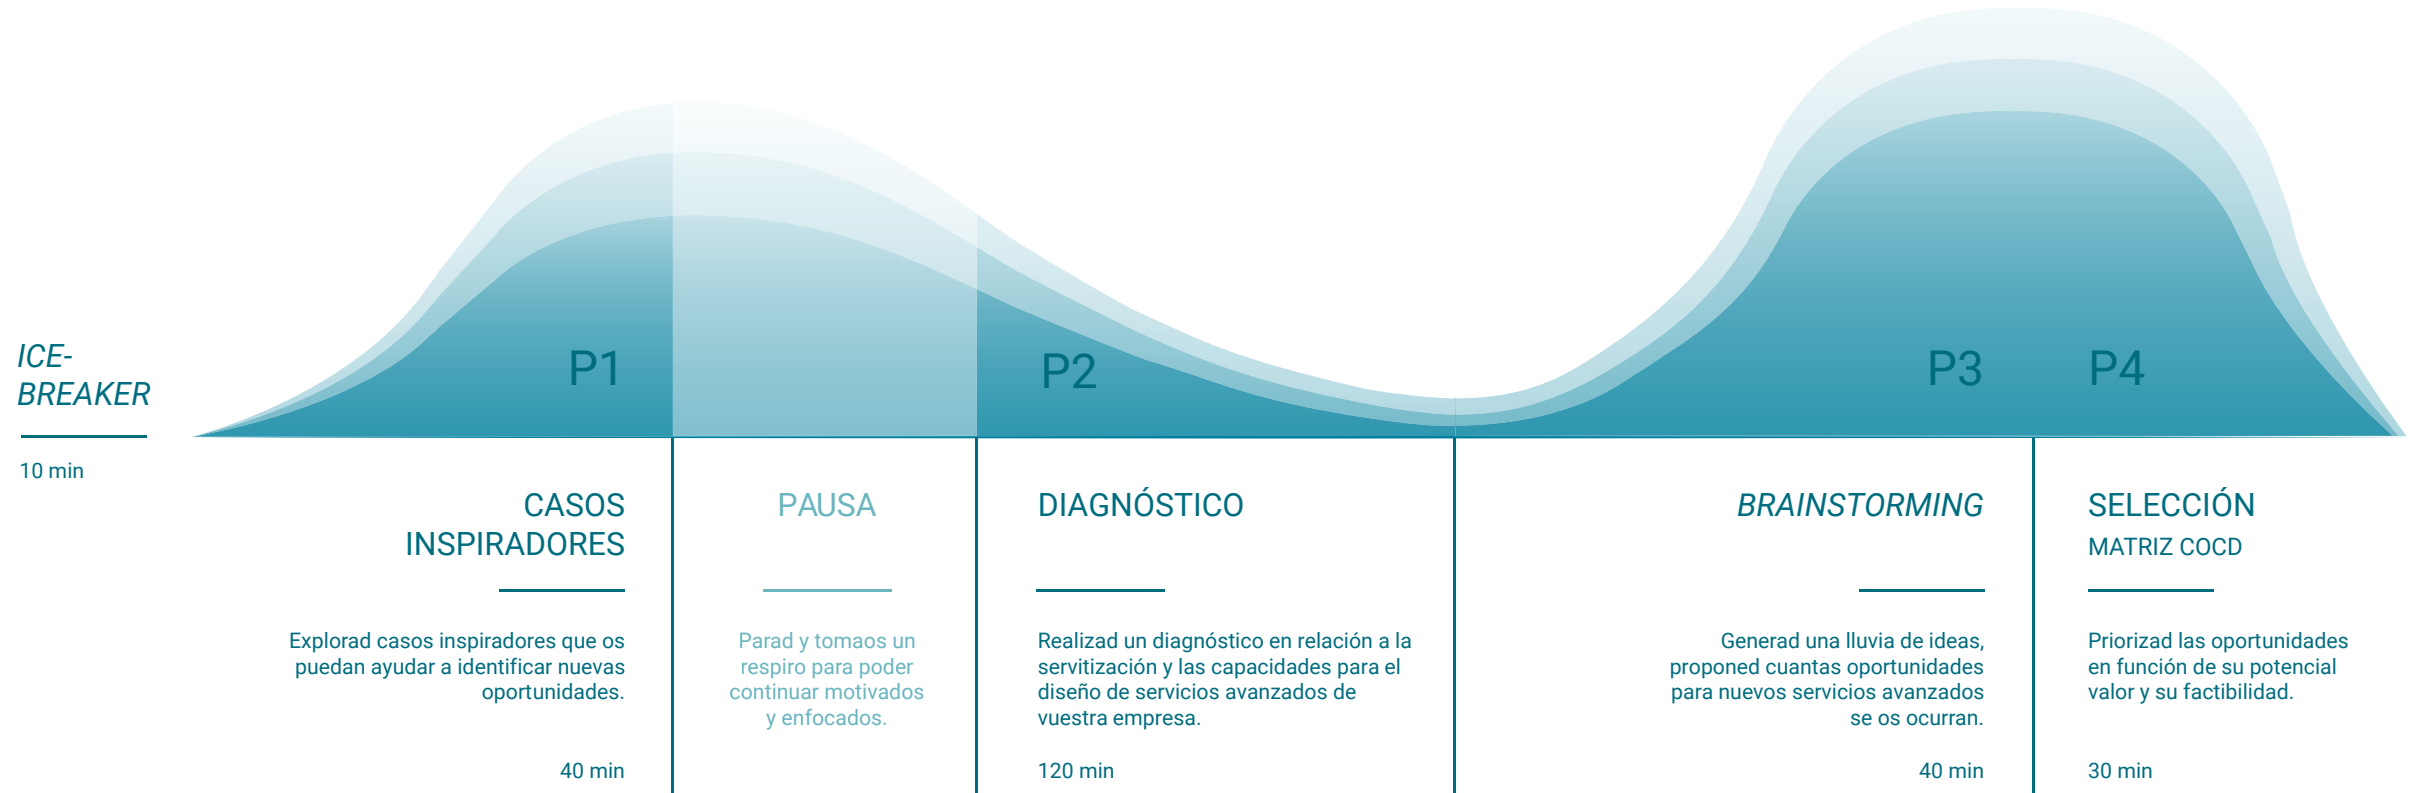 ICE-
BREAKER
10 min
P1
CASOS
INSPIRADORES
Explorad casos inspiradores que os
puedan ayudar a identificar nuevas
oportunidades.
40 min
PAUSA
Parad y tomaos un
respiro para poder
continuar motivados
y enfocados.
P2
DIAGNÓSTICO
Realizad un diagnóstico en relación a la
servitización y las capacidades para el
diseño de servicios avanzados de
vuestra empresa.
120 min
P3
BRAINSTORMING
Generad una lluvia de ideas,
proponed cuantas oportunidades
para nuevos servicios avanzados
se os ocurran.
40 min
P4
SELECCIÓN
MATRIZ COCD
Priorizad las oportunidades
en función de su potencial
valor y su factibilidad.
30 min